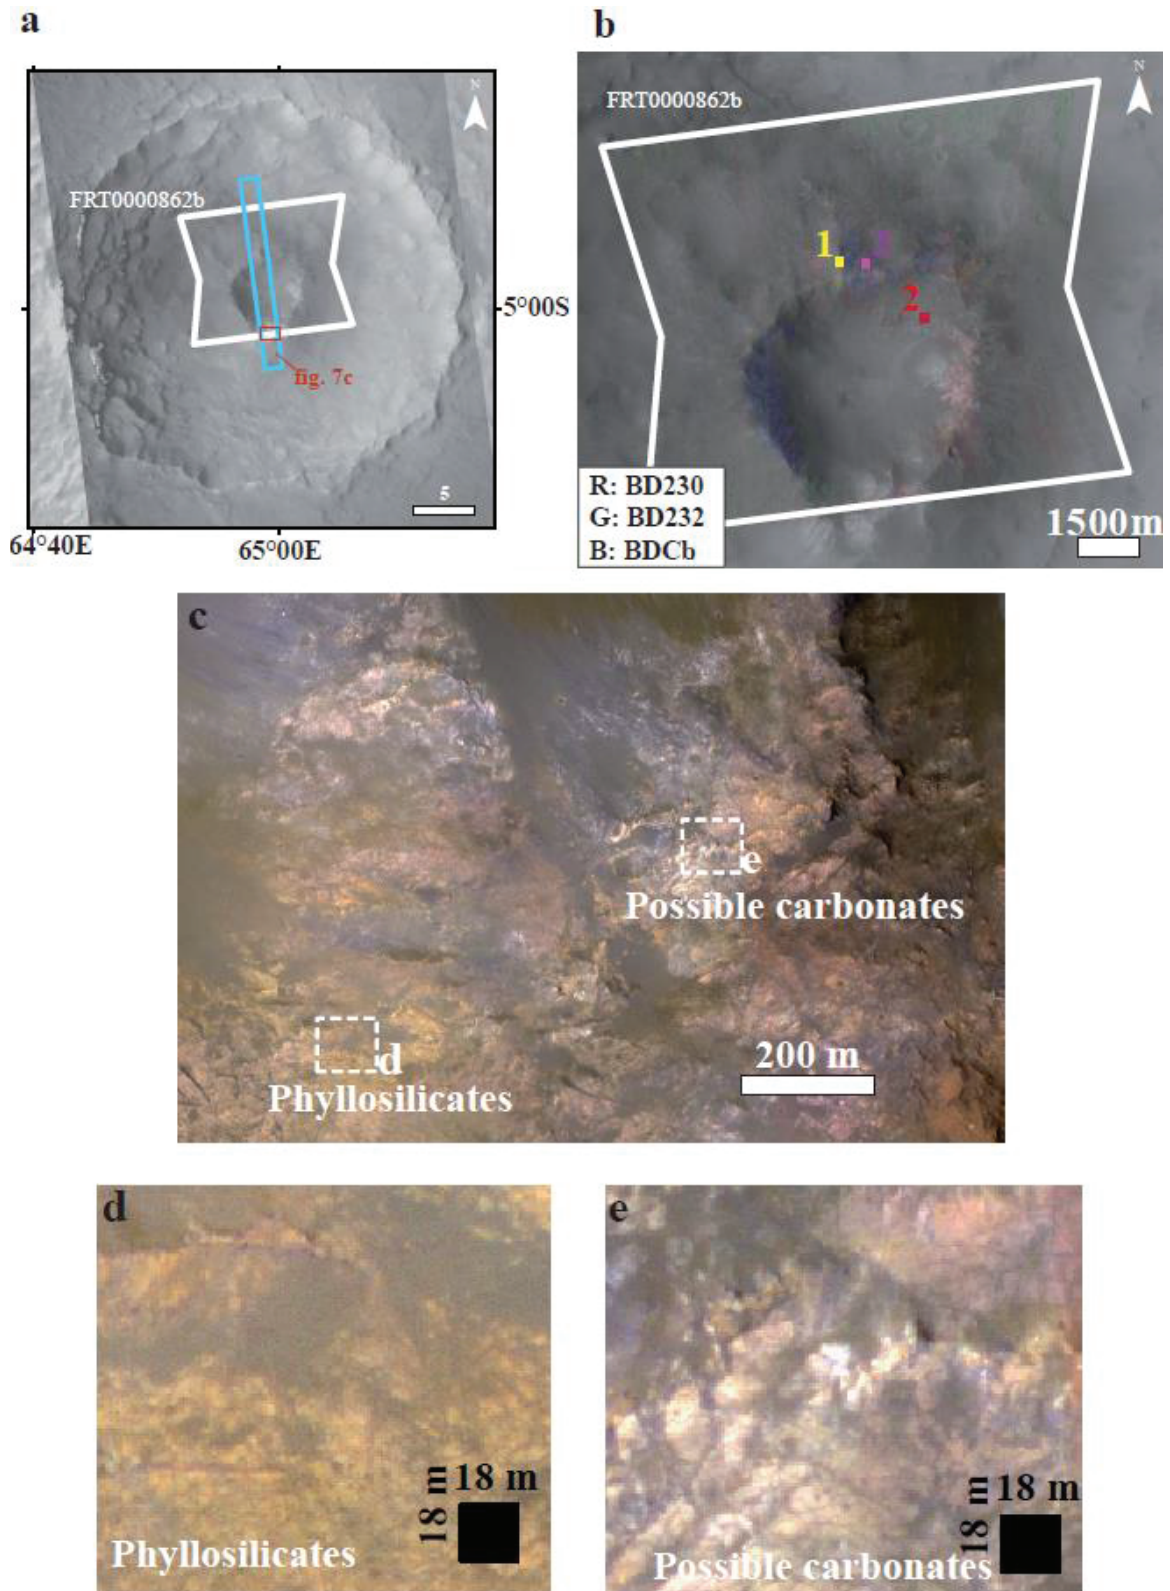 a
N
FRT0000862b
5°00S
fig. 7c
5
64°40E
65°00E
b
N
FRT0000862b
1
3
2
R: BD230
G: BD232
B: BDCb
1500 m
c
e
Possible carbonates
d
Phyllosilicates
200 m
d
18 m
18 m
Phyllosilicates
e
18 m
18 m
Possible carbonates